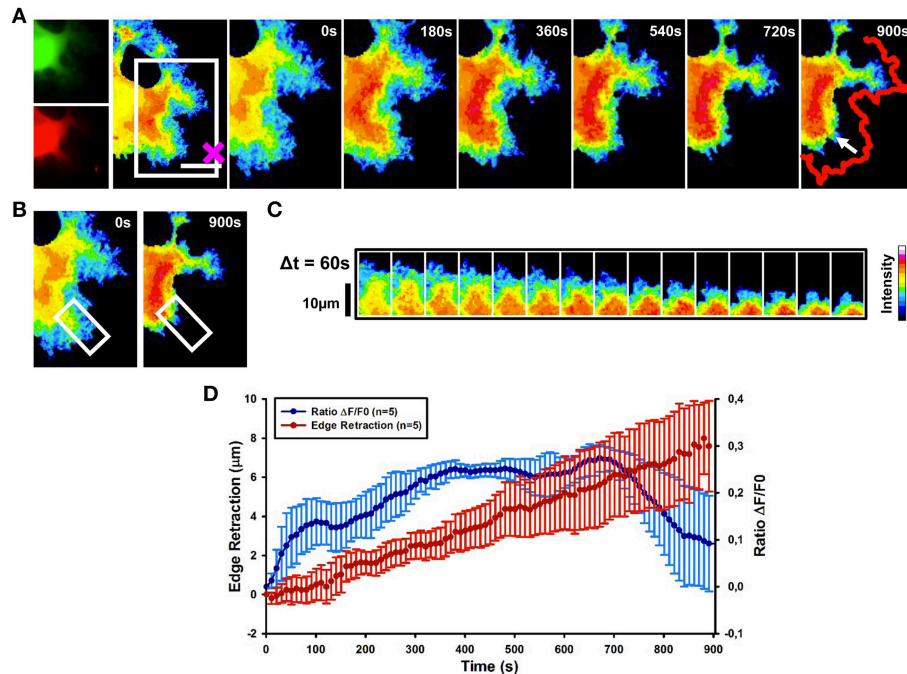 A
0s
180s
360s
540s
720s
900s
B
0s
900s
C
Δt = 60s
10μm
Intensity
D
Ratio ΔF/F0 (n=5)
Edge Retraction (n=5)
Edge Retraction (μm)
10
8
6
4
2
0
-2
0,4
0,3
0,2
0,1
0,0
-0,1
Ratio ΔF/F0
0 100 200 300 400 500 600 700 800 900
Time (s)